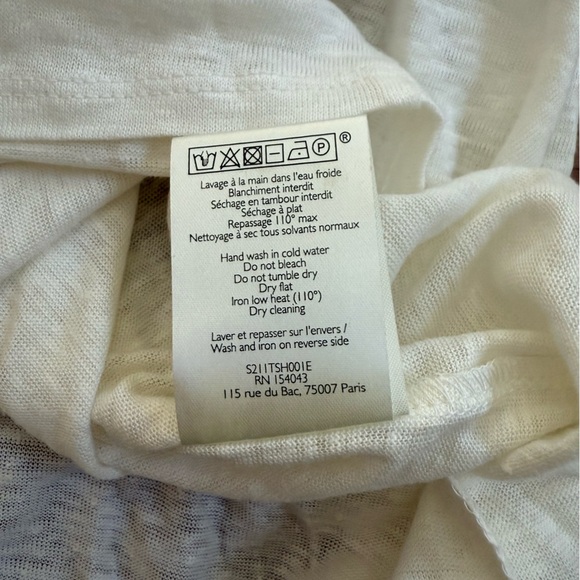 P ®
Lavage à la main dans l'eau froide
Blanchiment interdit
Séchage en tambour interdit
Séchage à plat
Repassage 110° max
Nettoyage à sec tous solvants normaux
Hand wash in cold water
Do not bleach
Do not tumble dry
Dry flat
Iron low heat (110°)
Dry cleaning
Laver et repasser sur l'envers /
Wash and iron on reverse side
S211TSH001E
RN 154043
115 rue du Bac, 75007 Paris